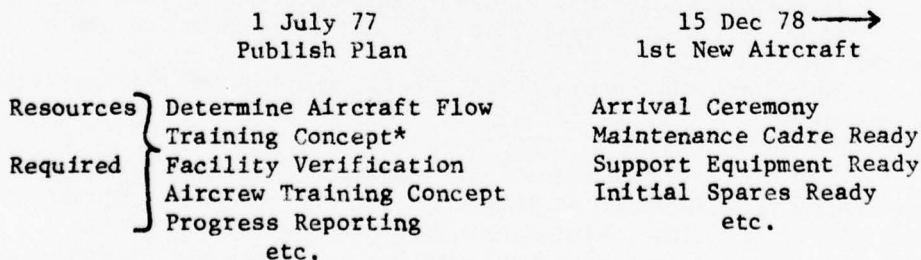 1 July 77 15 Dec 78
Publish Plan 1st New Aircraft
Resources Determine Aircraft Flow Arrival Ceremony
Training Concept* Maintenance Cadre Ready
Required Facility Verification Support Equipment Ready
Aircrew Training Concept Initial Spares Ready
Progress Reporting etc.
etc.